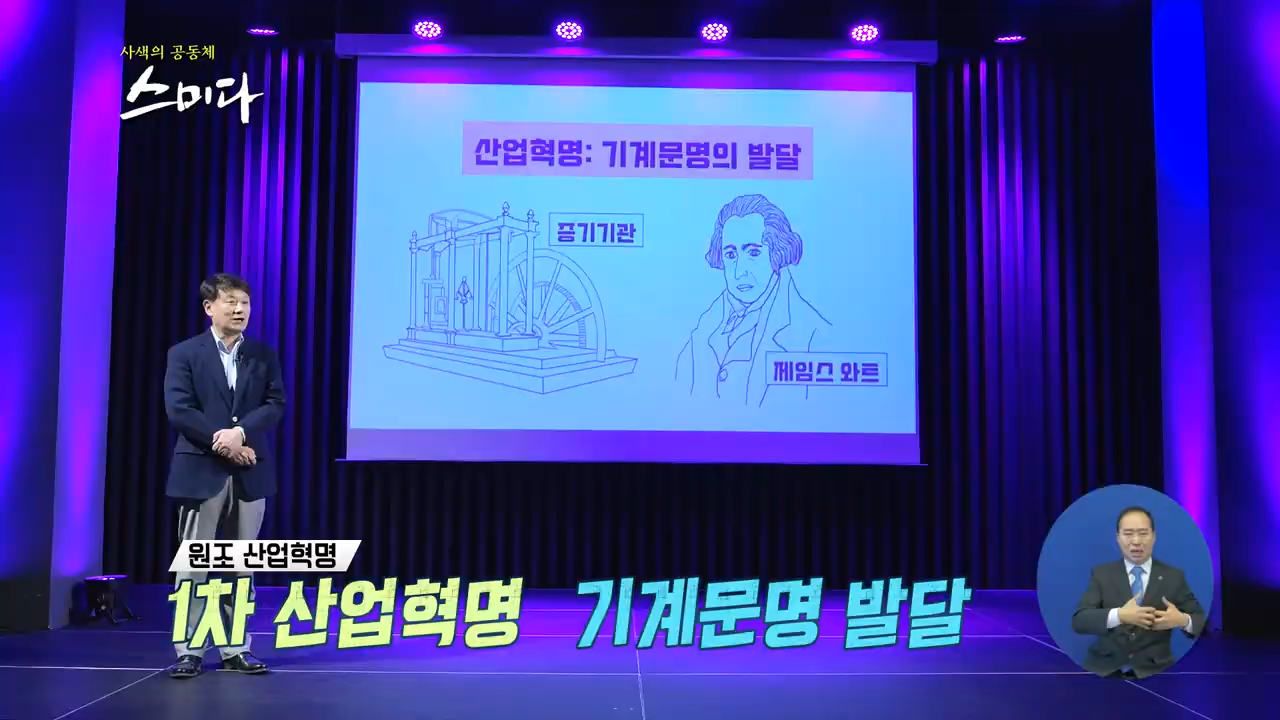 사색의 공동체
스미다
산업혁명: 기계문명의 발달
증기기관
제임스 와트
원조 산업혁명
1차 산업혁명 기계문명 발달